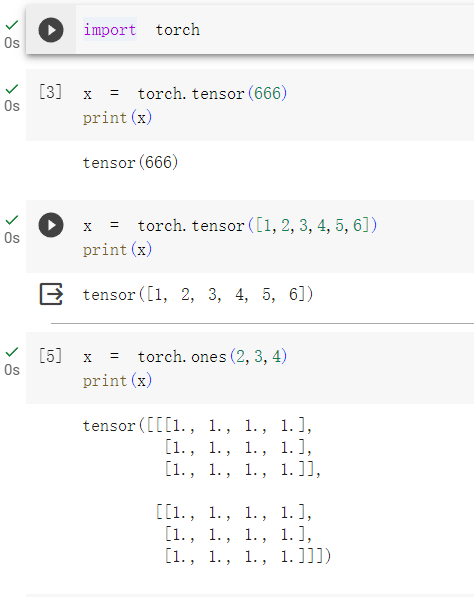 import torch
0s
[3] x = torch.tensor(666)
0s
print(x)
tensor(666)
x = torch.tensor([1,2,3,4,5,6])
0s
print(x)
tensor([1, 2, 3, 4, 5, 6])
[5] x = torch.ones(2,3,4)
0s
print(x)
tensor([[[1., 1., 1., 1.],
[1., 1., 1., 1.],
[1., 1., 1., 1.]],
[[1., 1., 1., 1.],
[1., 1., 1., 1.],
[1., 1., 1., 1.]]])